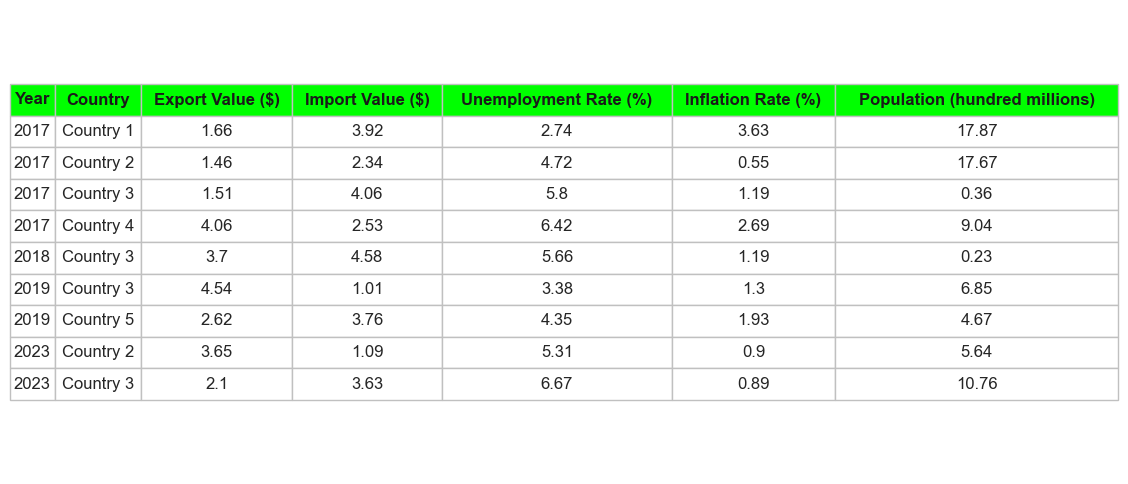 Year Country Export Value ($) Import Value ($) Unemployment Rate (%) Inflation Rate (%) Population (hundred millions)
2017 Country 1 1.66 3.92 2.74 3.63 17.87
2017 Country 2 1.46 2.34 4.72 0.55 17.67
2017 Country 3 1.51 4.06 5.8 1.19 0.36
2017 Country 4 4.06 2.53 6.42 2.69 9.04
2018 Country 3 3.7 4.58 5.66 1.19 0.23
2019 Country 3 4.54 1.01 3.38 1.3 6.85
2019 Country 5 2.62 3.76 4.35 1.93 4.67
2023 Country 2 3.65 1.09 5.31 0.9 5.64
2023 Country 3 2.1 3.63 6.67 0.89 10.76